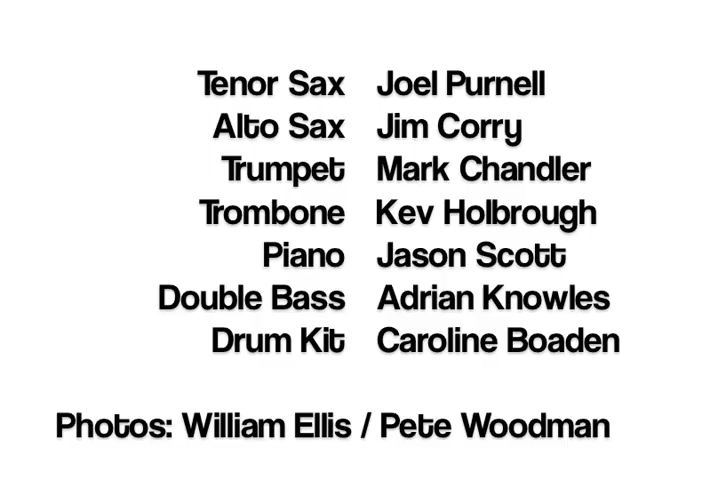 Tenor Sax Joel Purnell
Alto Sax Jim Corry
Trumpet Mark Chandler
Trombone Kev Holbrough
Piano Jason Scott
Double Bass Adrian Knowles
Drum Kit Caroline Boaden
Photos: William Ellis / Pete Woodman